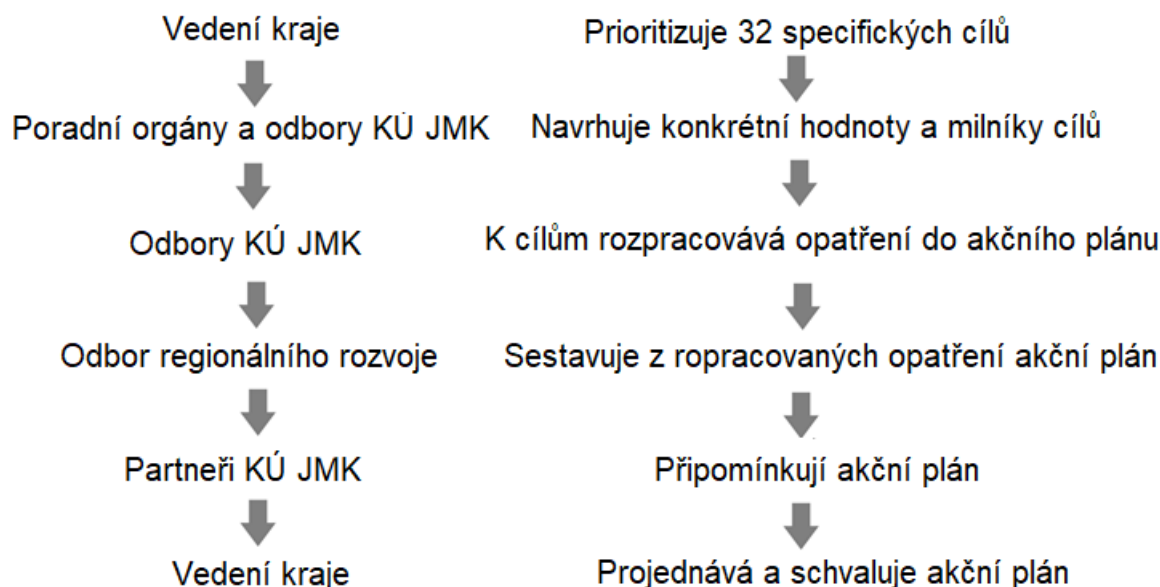 Vedení kraje
Prioritizuje 32 specifických cílů
Poradní orgány a odbory KÚ JMK
Navrhuje konkrétní hodnoty a milníky cílů
Odbory KÚ JMK
K cílům rozpracovává opatření do akčního plánu
Odbor regionálního rozvoje
Sestavuje z ropracovaných opatření akční plán
Partneři KÚ JMK
Připomínkují akční plán
Vedení kraje
Projednává a schvaluje akční plán